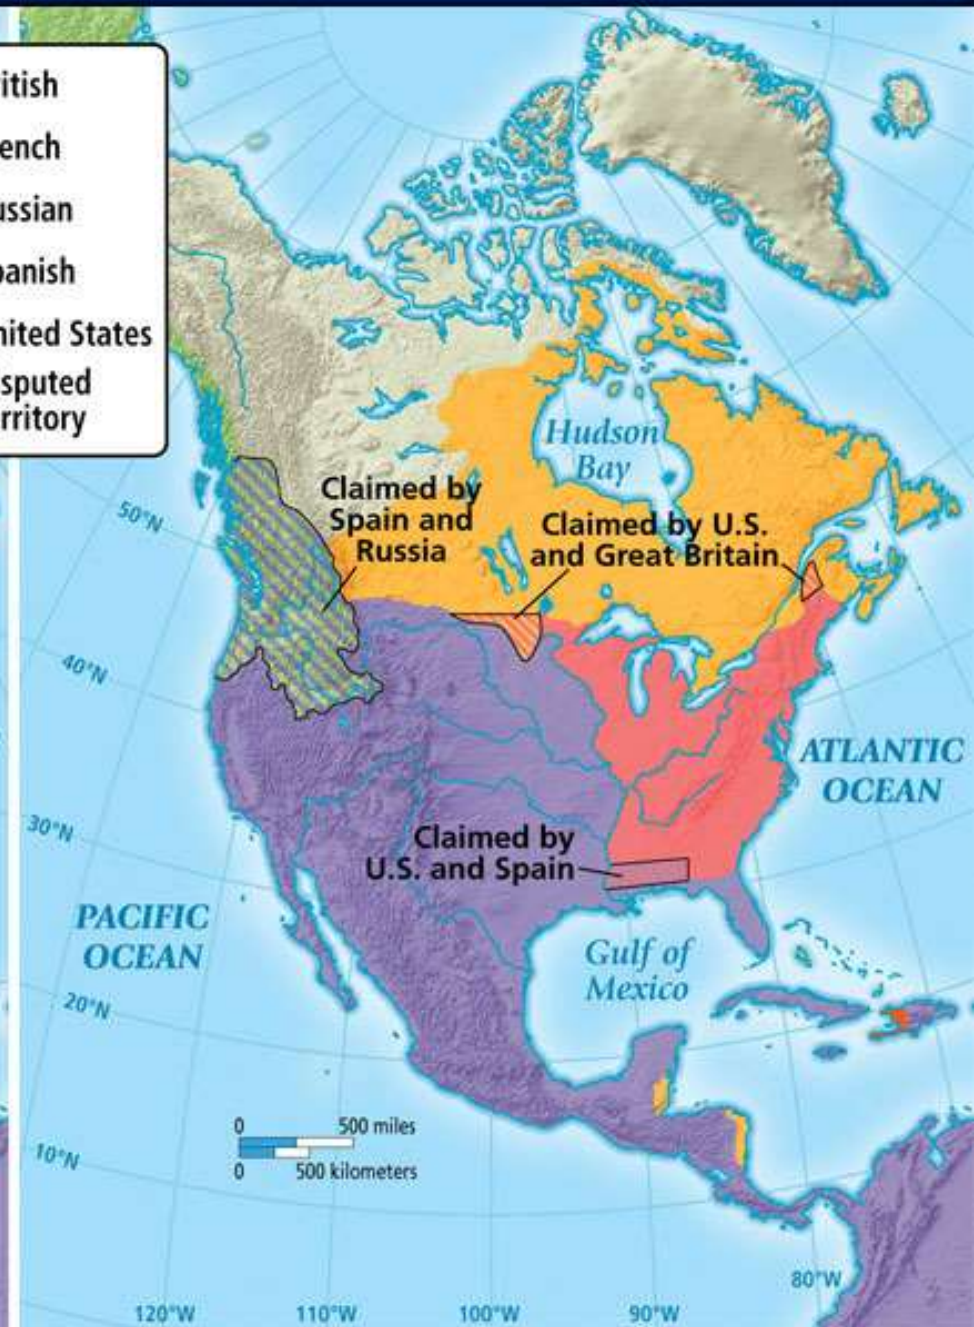 ritish
ench
ussian
panish
nited States
sputed
rritory
Hudson
Bay
Claimed by
Spain and
Russia
Claimed by U.S.
and Great Britain
50°N
40°N
ATLANTIC
OCEAN
30°N
Claimed by
U.S. and Spain
PACIFIC
OCEAN
Gulf of
Mexico
20°N
0 500 miles
0 500 kilometers
10°N
80°W
120°W 110°W 100°W 90°W